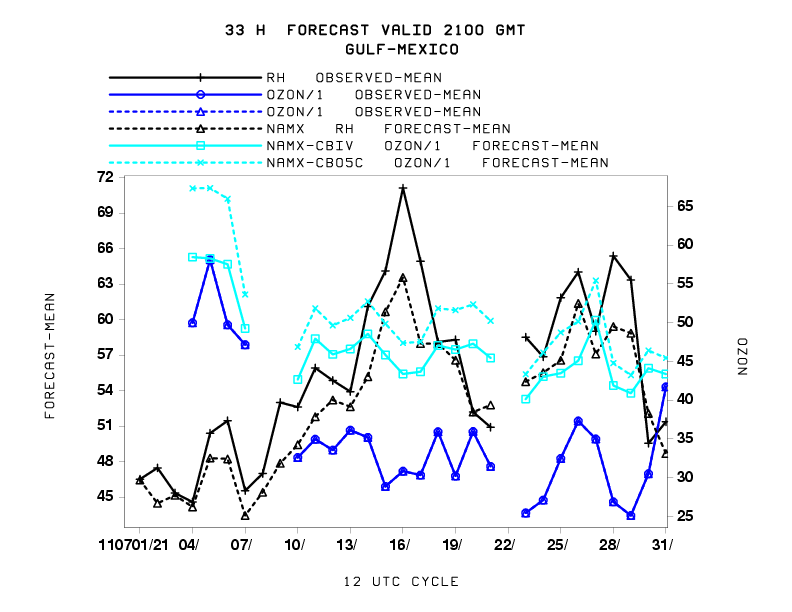 33 H FORECAST VALID 2100 GMT
GULF-MEXICO
RH OBSERVED-MEAN
OZON/1 OBSERVED-MEAN
OZON/1 OBSERVED-MEAN
NAMX RH FORECAST-MEAN
NAMX-CBIV OZON/1 FORECAST-MEAN
NAMX-CB05C OZON/1 FORECAST-MEAN
72
69
66
63
60
57
54
51
48
45
FORECAST-MEAN
65
60
55
50
45
40
35
30
25
OZON
110701/21 04/ 07/ 10/ 13/ 16/ 19/ 22/ 25/ 28/ 31/
12 UTC CYCLE